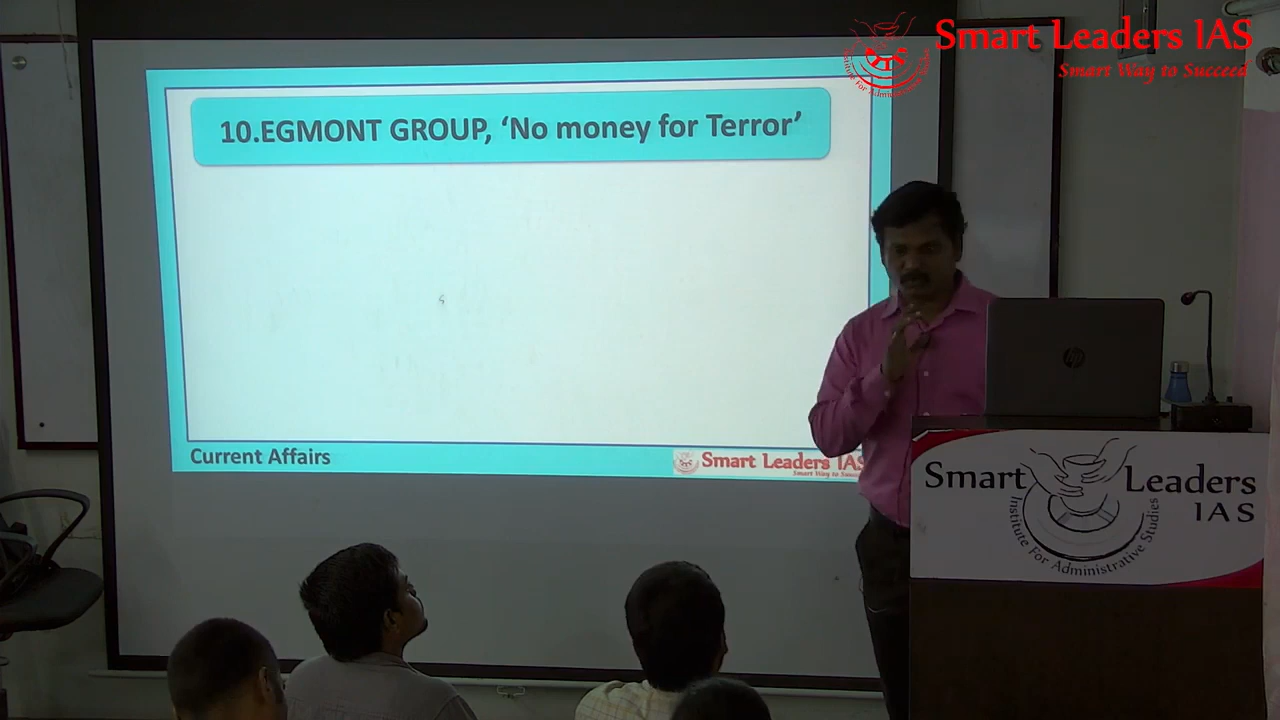 Smart Leaders IAS
Smart Way to Succeed
10.EGMONT GROUP, ‘No money for Terror’
Current Affairs
Smart Leaders IAS
Smart Leaders
IAS
Institute For Administrative Studies
hp